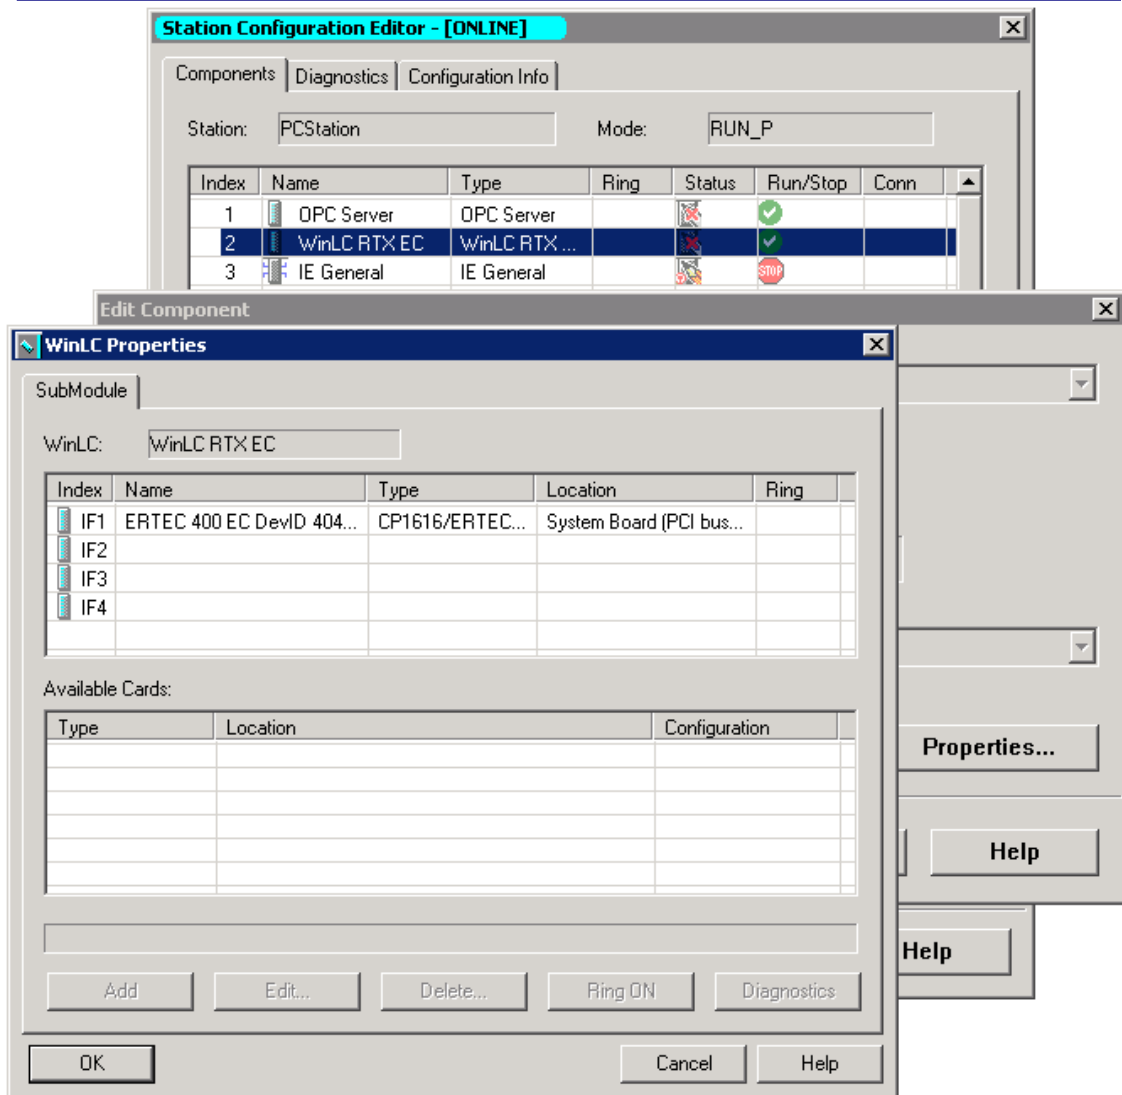 Station Configuration Editor - [ONLINE]
Components Diagnostics Configuration Info
Station: PCStation Mode: RUN_P
Index Name Type Ring Status Run/Stop Conn
1 OPC Server OPC Server
2 WinLC RTX EC WinLC RTX ...
3 IE General IE General STOP
Edit Component
WinLC Properties
SubModule
WinLC: WinLC RTX EC
Index Name Type Location Ring
IF1 ERTEC 400 EC DevID 404... CP1616/ERTEC... System Board (PCI bus...
IF2
IF3
IF4
Available Cards:
Type Location Configuration
Properties...
Help
Help
Add Edit... Delete... Ring ON Diagnostics
OK Cancel Help